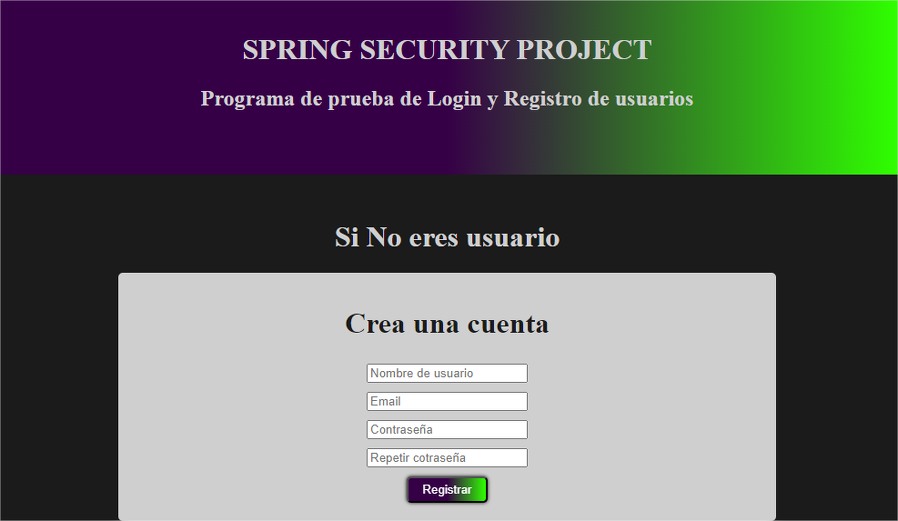 SPRING SECURITY PROJECT
Programa de prueba de Login y Registro de usuarios
Si No eres usuario
Crea una cuenta
Nombre de usuario
Email
Contraseña
Repetir cotraseña
Registrar